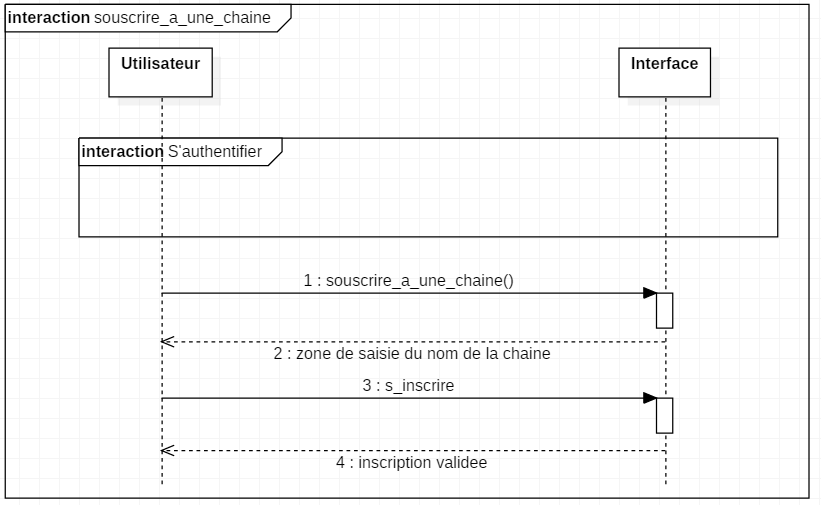 interaction souscrire_a_une_chaine
Utilisateur
Interface
interaction S'authentifier
1 : souscrire_a_une_chaine()
2 : zone de saisie du nom de la chaine
3 : s_inscrire
4 : inscription validee